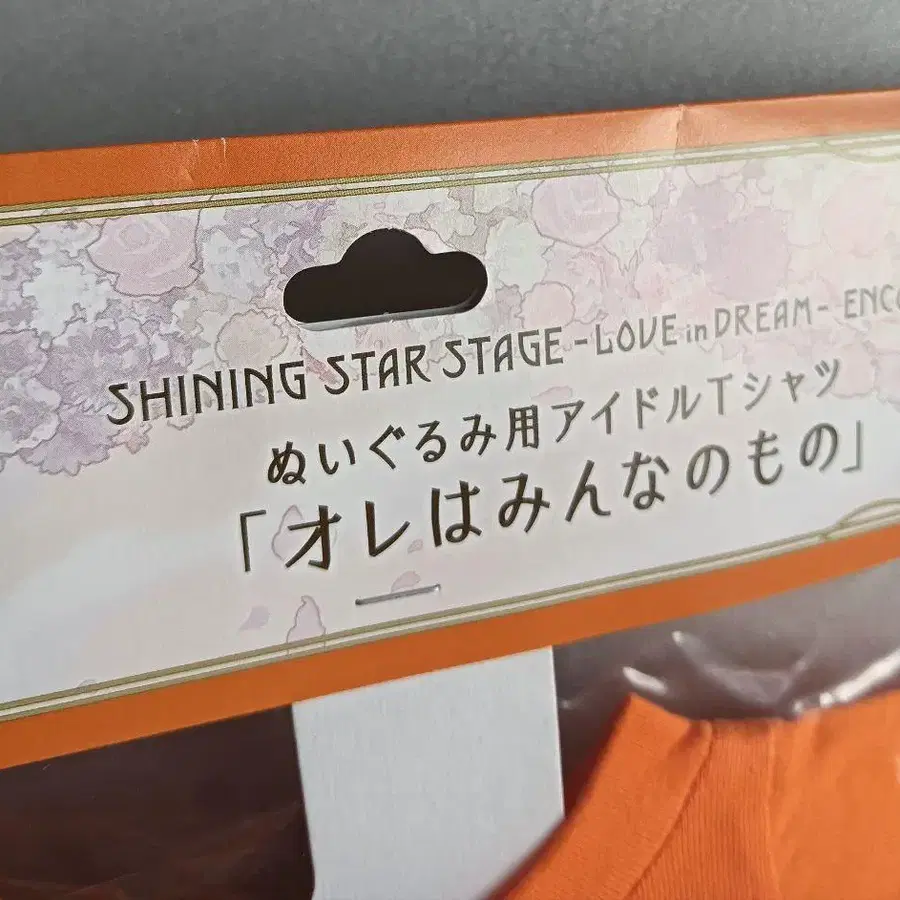 SHINING STAR STAGE -LOVE in DREAM-
ぬいぐるみ用アイドルTシャツ
「オレはみんなのもの」